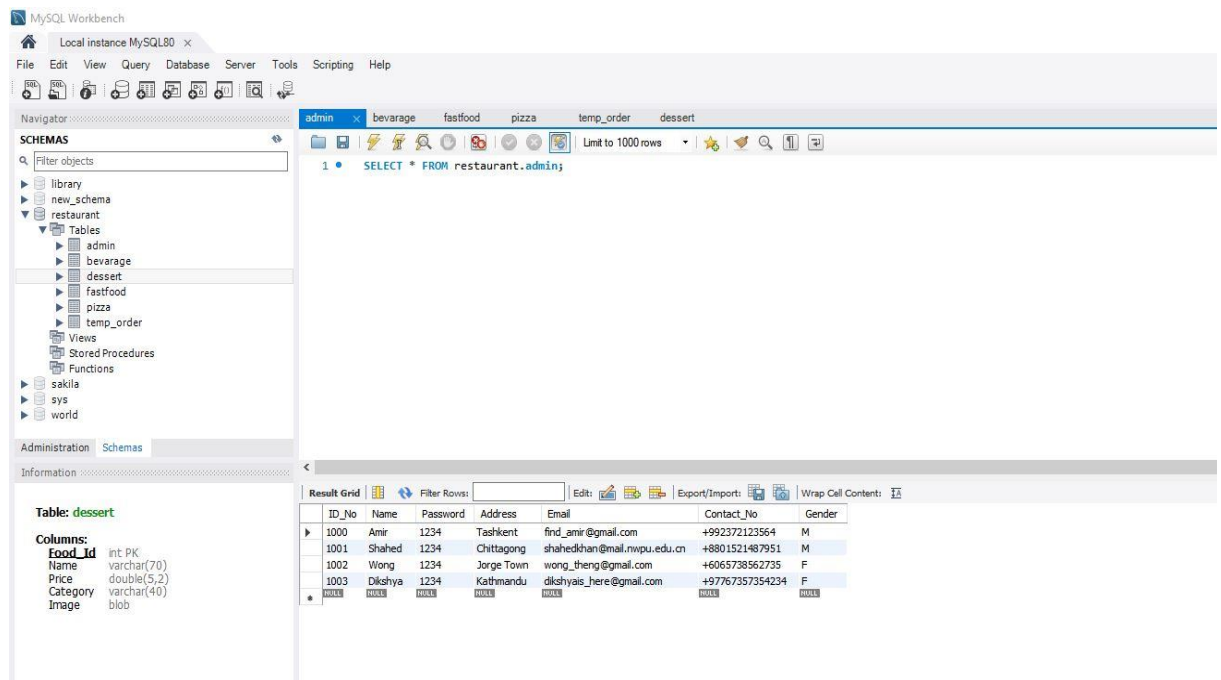 MySQL Workbench
Local instance MySQL80 ×
File Edit View Query Database Server Tools Scripting Help
Navigator
SCHEMAS
Filter objects
library
new_schema
restaurant
Tables
admin
bevarage
dessert
fastfood
pizza
temp_order
Views
Stored Procedures
Functions
sakila
sys
world
Administration Schemas
Information
Table: dessert
Columns:
Food_Id int PK
Name varchar(70)
Price double(5,2)
Category varchar(40)
Image blob
admin × bevarage fastfood pizza temp_order dessert
Limit to 1000 rows
1 SELECT * FROM restaurant.admin;
Result Grid Filter Rows: Edit: Export/Import: Wrap Cell Content:
ID_No Name Password Address Email Contact_No Gender
1000 Amir 1234 Tashkent find_amir@gmail.com +992372123564 M
1001 Shahed 1234 Chittagong shahedkhan@mail.nwpu.edu.cn +8801521487951 M
1002 Wong 1234 Jorge Town wong_theng@gmail.com +6065738562735 F
1003 Dikshya 1234 Kathmandu dikshyais_here@gmail.com +97767357354234 F
NULL NULL NULL NULL NULL NULL NULL